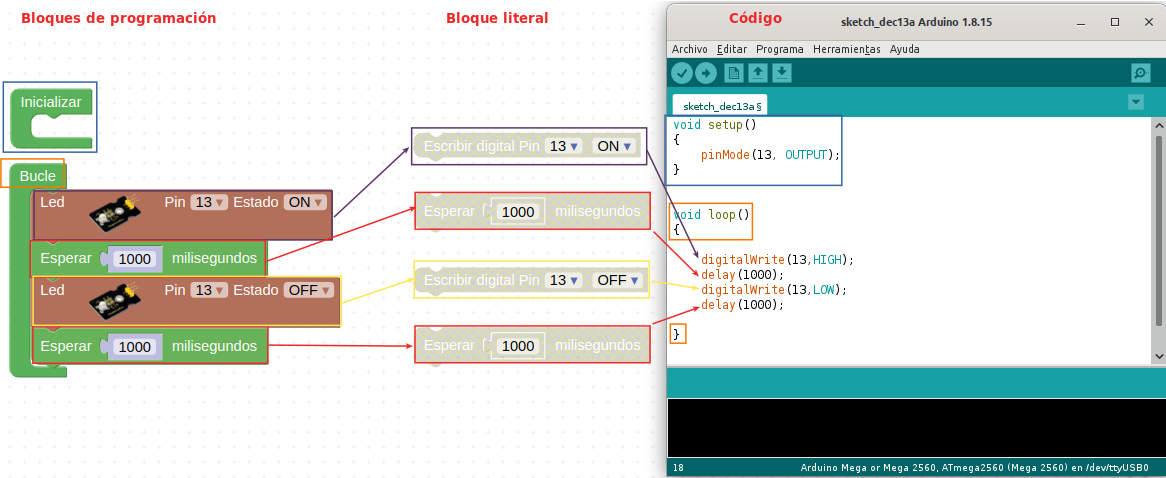 Bloques de programación
Inicializar
Bucle
Led Pin 13 Estado ON
Esperar 1000 milisegundos
Led Pin 13 Estado OFF
Esperar 1000 milisegundos
Bloque literal
Escribir digital Pin 13 ON
Esperar 1000 milisegundos
Escribir digital Pin 13 OFF
Esperar 1000 milisegundos
Código
sketch_dec13a Arduino 1.8.15
Archivo Editar Programa Herramientas Ayuda
sketch_dec13a §
void setup()
{
pinMode(13, OUTPUT);
}
void loop()
{
digitalWrite(13,HIGH);
delay(1000);
digitalWrite(13,LOW);
delay(1000);
}
18 Arduino Mega or Mega 2560, ATmega2560 (Mega 2560) en /dev/ttyUSB0